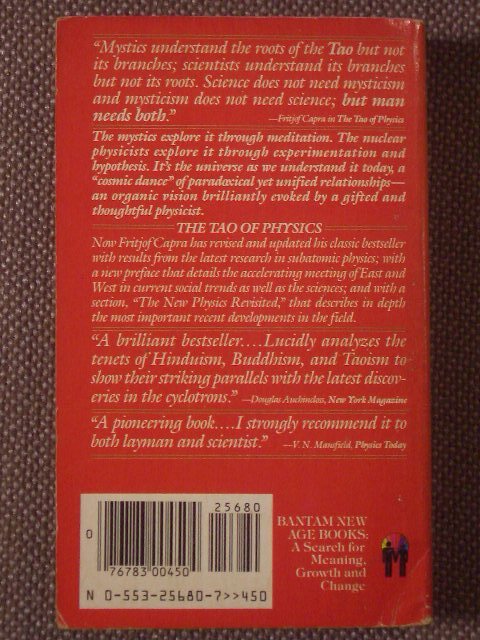 “Mystics understand the roots of the Tao but not
its branches; scientists understand its branches
but not its roots. Science does not need mysticism
and mysticism does not need science; but man
needs both.”
—Fritjof Capra in The Tao of Physics
The mystics explore it through meditation. The nuclear
physicists explore it through experimentation and
hypothesis. It's the universe as we understand it today, a
“cosmic dance” of paradoxical yet unified relationships—
an organic vision brilliantly evoked by a gifted and
thoughtful physicist.
THE TAO OF PHYSICS
Now Fritjof Capra has revised and updated his classic bestseller
with results from the latest research in subatomic physics; with
a new preface that details the accelerating meeting of East and
West in current social trends as well as the sciences; and with a
section, “The New Physics Revisited,” that describes in depth
the most important recent developments in the field.
“A brilliant bestseller....Lucidly analyzes the
tenets of Hinduism, Buddhism, and Taoism to
show their striking parallels with the latest discov-
eries in the cyclotrons.” —Douglas Auchincloss, New York Magazine
“A pioneering book....I strongly recommend it to
both layman and scientist.” —V. N. Mansfield, Physics Today
25680
0
76783 00450
N 0-553-25680-7>>450
BANTAM NEW
AGE BOOKS:
A Search for
Meaning,
Growth and
Change